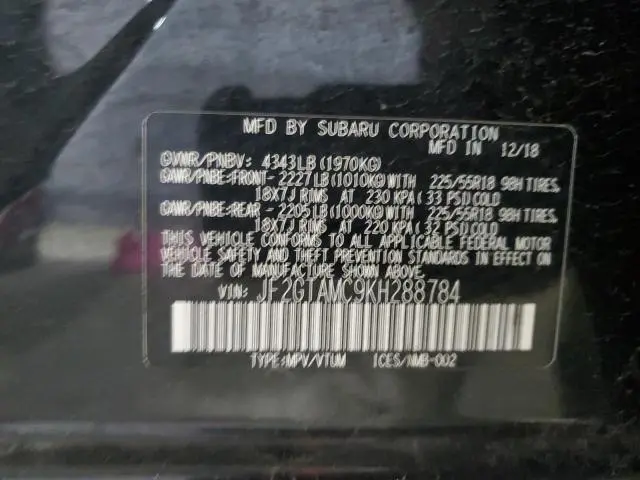 MFD BY SUBARU CORPORATION
MFD IN 12/18
GVWR/PNBV: 4343LB(1970KG)
GAWR/PNBE:FRONT- 2227LB(1010KG)WITH 225/55R18 98H TIRES.
18X7J RIMS AT 230 KPA(33 PSI)COLD
GAWR/PNBE:REAR - 2205LB(1000KG)WITH 225/55R18 98H TIRES.
18X7J RIMS AT 220 KPA(32 PSI)COLD
THIS VEHICLE CONFORMS TO ALL APPLICABLE FEDERAL MOTOR
VEHICLE SAFETY AND THEFT PREVENTION STANDARDS IN EFFECT
ON THE DATE OF MANUFACTURE SHOWN ABOVE.
VIN: JF2GTAMC9KH288784
TYPE:MPV/VTUM ICES/NMB-002